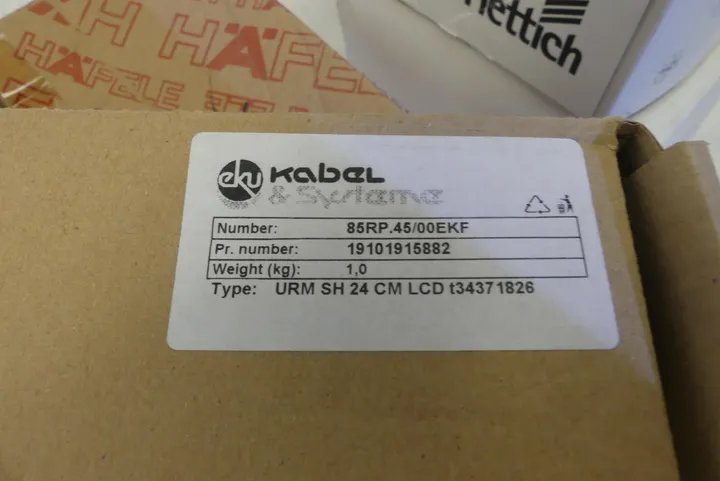 HÄFELE
hettich
eku
Kabel
& Systeme
Number: 85RP.45/00EKF
Pr. number: 19101915882
Weight (kg): 1,0
Type: URM SH 24 CM LCD t34371826